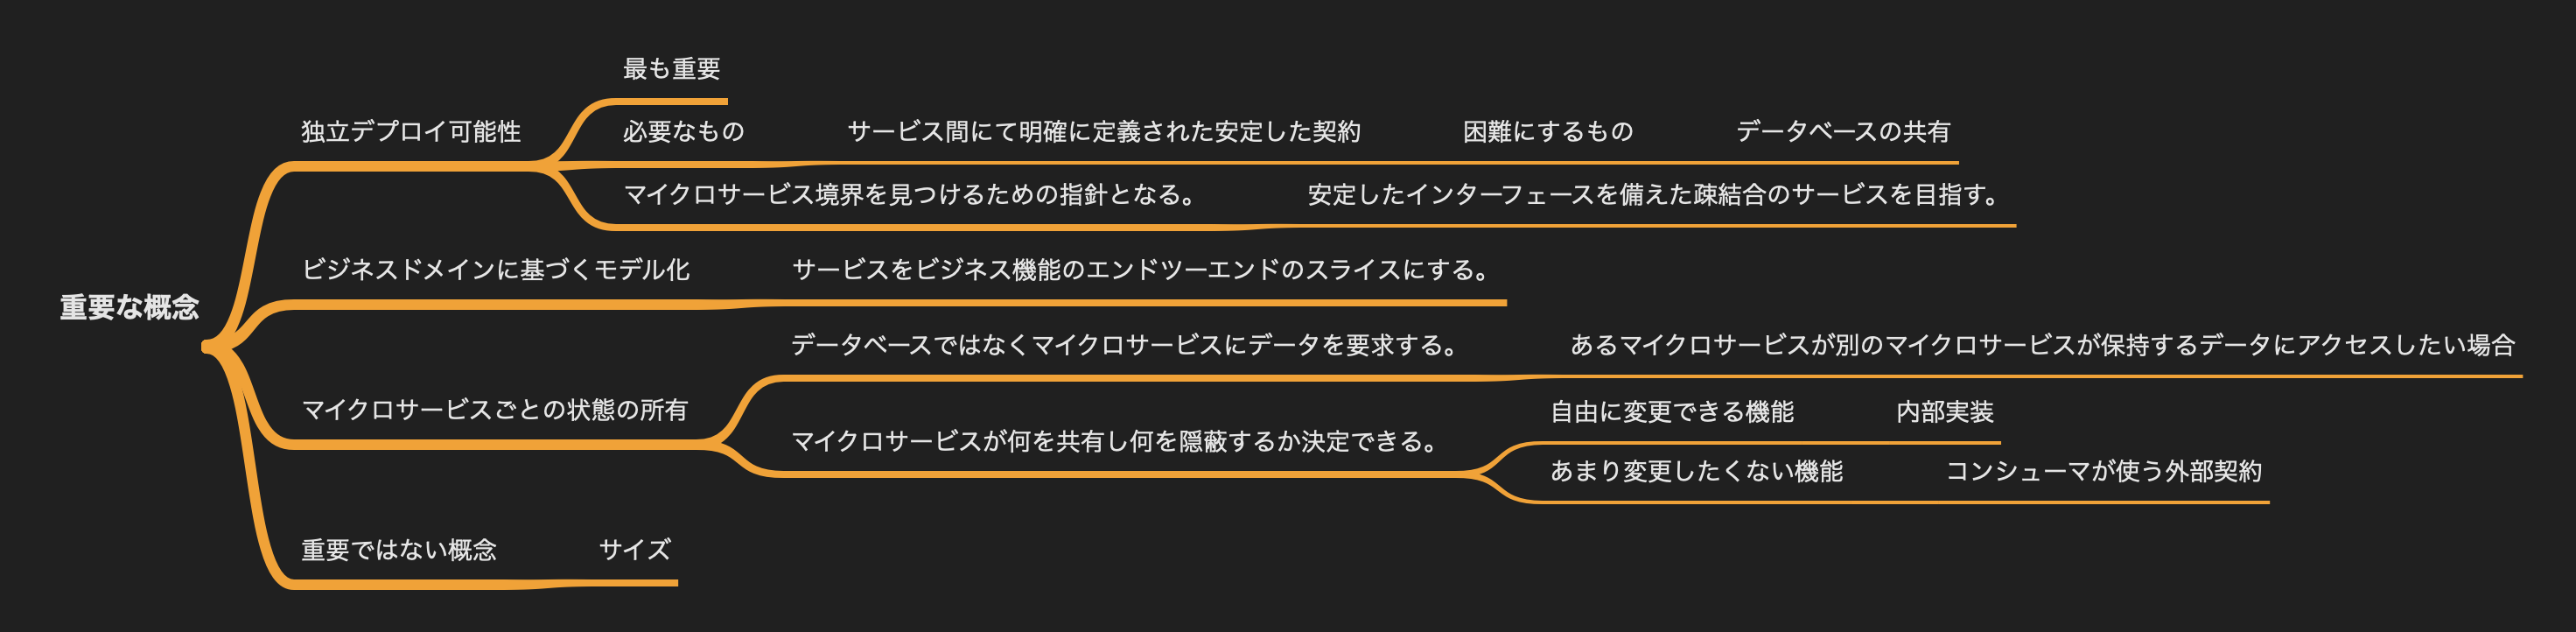 重要な概念
独立デプロイ可能性
最も重要
必要なもの
サービス間にて明確に定義された安定した契約
困難にするもの
データベースの共有
マイクロサービス境界を見つけるための指針となる。
安定したインターフェースを備えた疎結合のサービスを目指す。
ビジネスドメインに基づくモデル化
サービスをビジネス機能のエンドツーエンドのスライスにする。
マイクロサービスごとの状態の所有
データベースではなくマイクロサービスにデータを要求する。
あるマイクロサービスが別のマイクロサービスが保持するデータにアクセスしたい場合
マイクロサービスが何を共有し何を隠蔽するか決定できる。
自由に変更できる機能
内部実装
あまり変更したくない機能
コンシューマが使う外部契約
重要ではない概念
サイズ